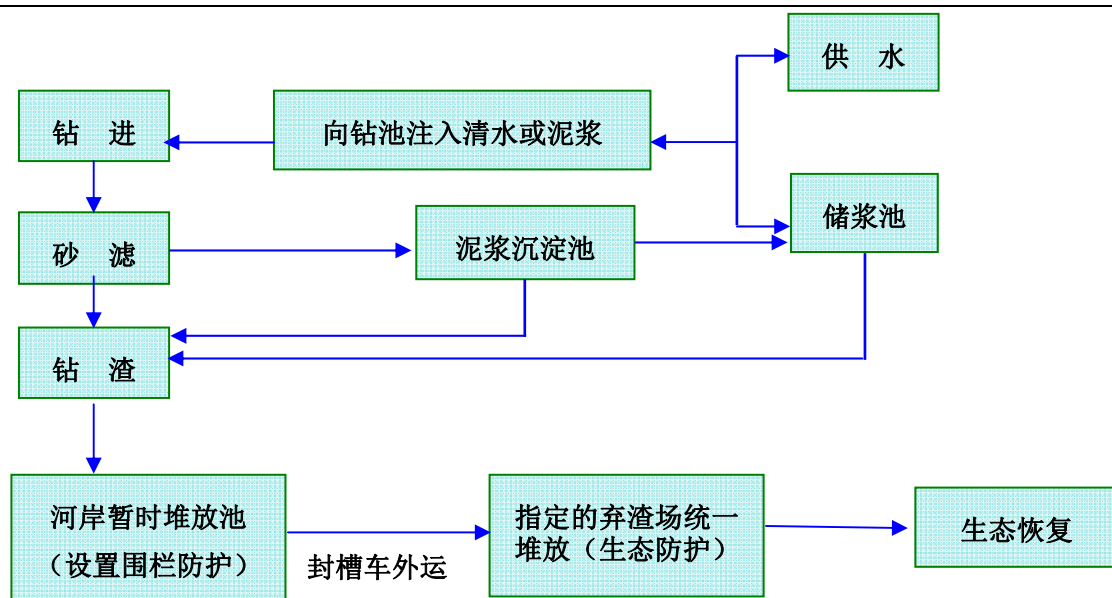 供 水
钻 进
向钻池注入清水或泥浆
储浆池
砂 滤
泥浆沉淀池
钻 渣
河岸暂时堆放池
（设置围栏防护）
封槽车外运
指定的弃渣场统一
堆放（生态防护）
生态恢复